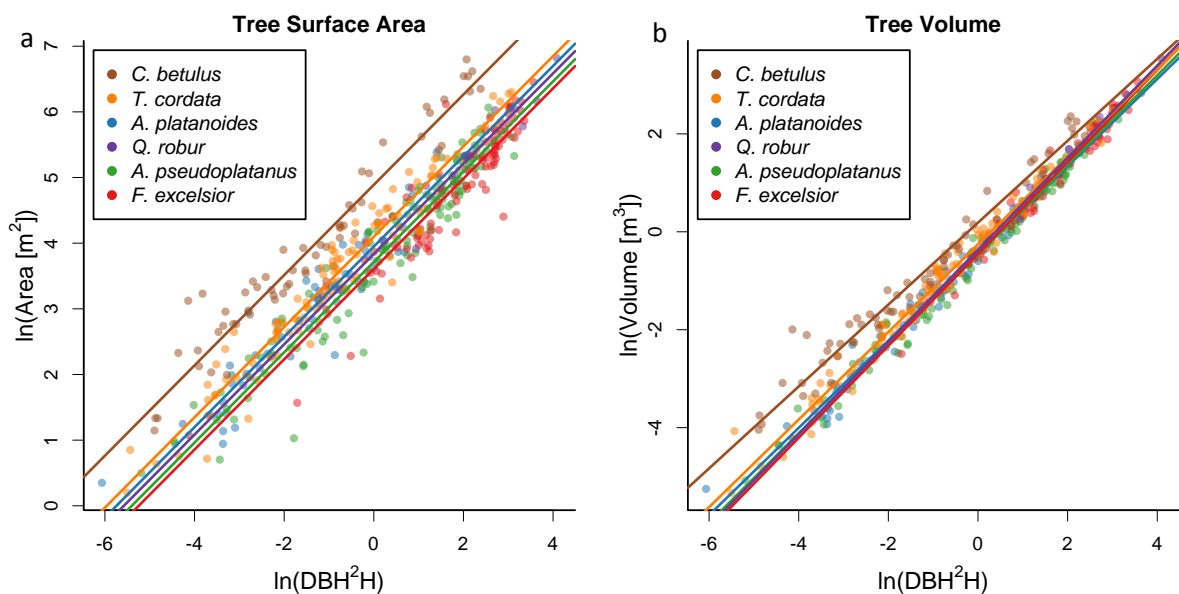 a
Tree Surface Area
7
6
5
4
3
2
1
0
ln(Area [m²])
C. betulus
T. cordata
A. platanoides
Q. robur
A. pseudoplatanus
F. excelsior
-6 -4 -2 0 2 4
ln(DBH²H)
b
Tree Volume
2
0
-2
-4
ln(Volume [m³])
C. betulus
T. cordata
A. platanoides
Q. robur
A. pseudoplatanus
F. excelsior
-6 -4 -2 0 2 4
ln(DBH²H)